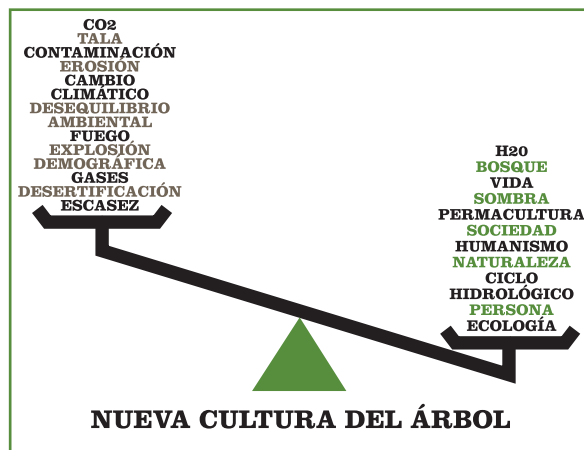 CO2
TALA
CONTAMINACIÓN
EROSIÓN
CAMBIO
CLIMÁTICO
DESEQUILIBRIO
AMBIENTAL
FUEGO
EXPLOSIÓN
DEMOGRÁFICA
GASES
DESERTIFICACIÓN
ESCASEZ
H20
BOSQUE
VIDA
SOMBRA
PERMACULTURA
SOCIEDAD
HUMANISMO
NATURALEZA
CICLO
HIDROLÓGICO
PERSONA
ECOLOGÍA
NUEVA CULTURA DEL ÁRBOL